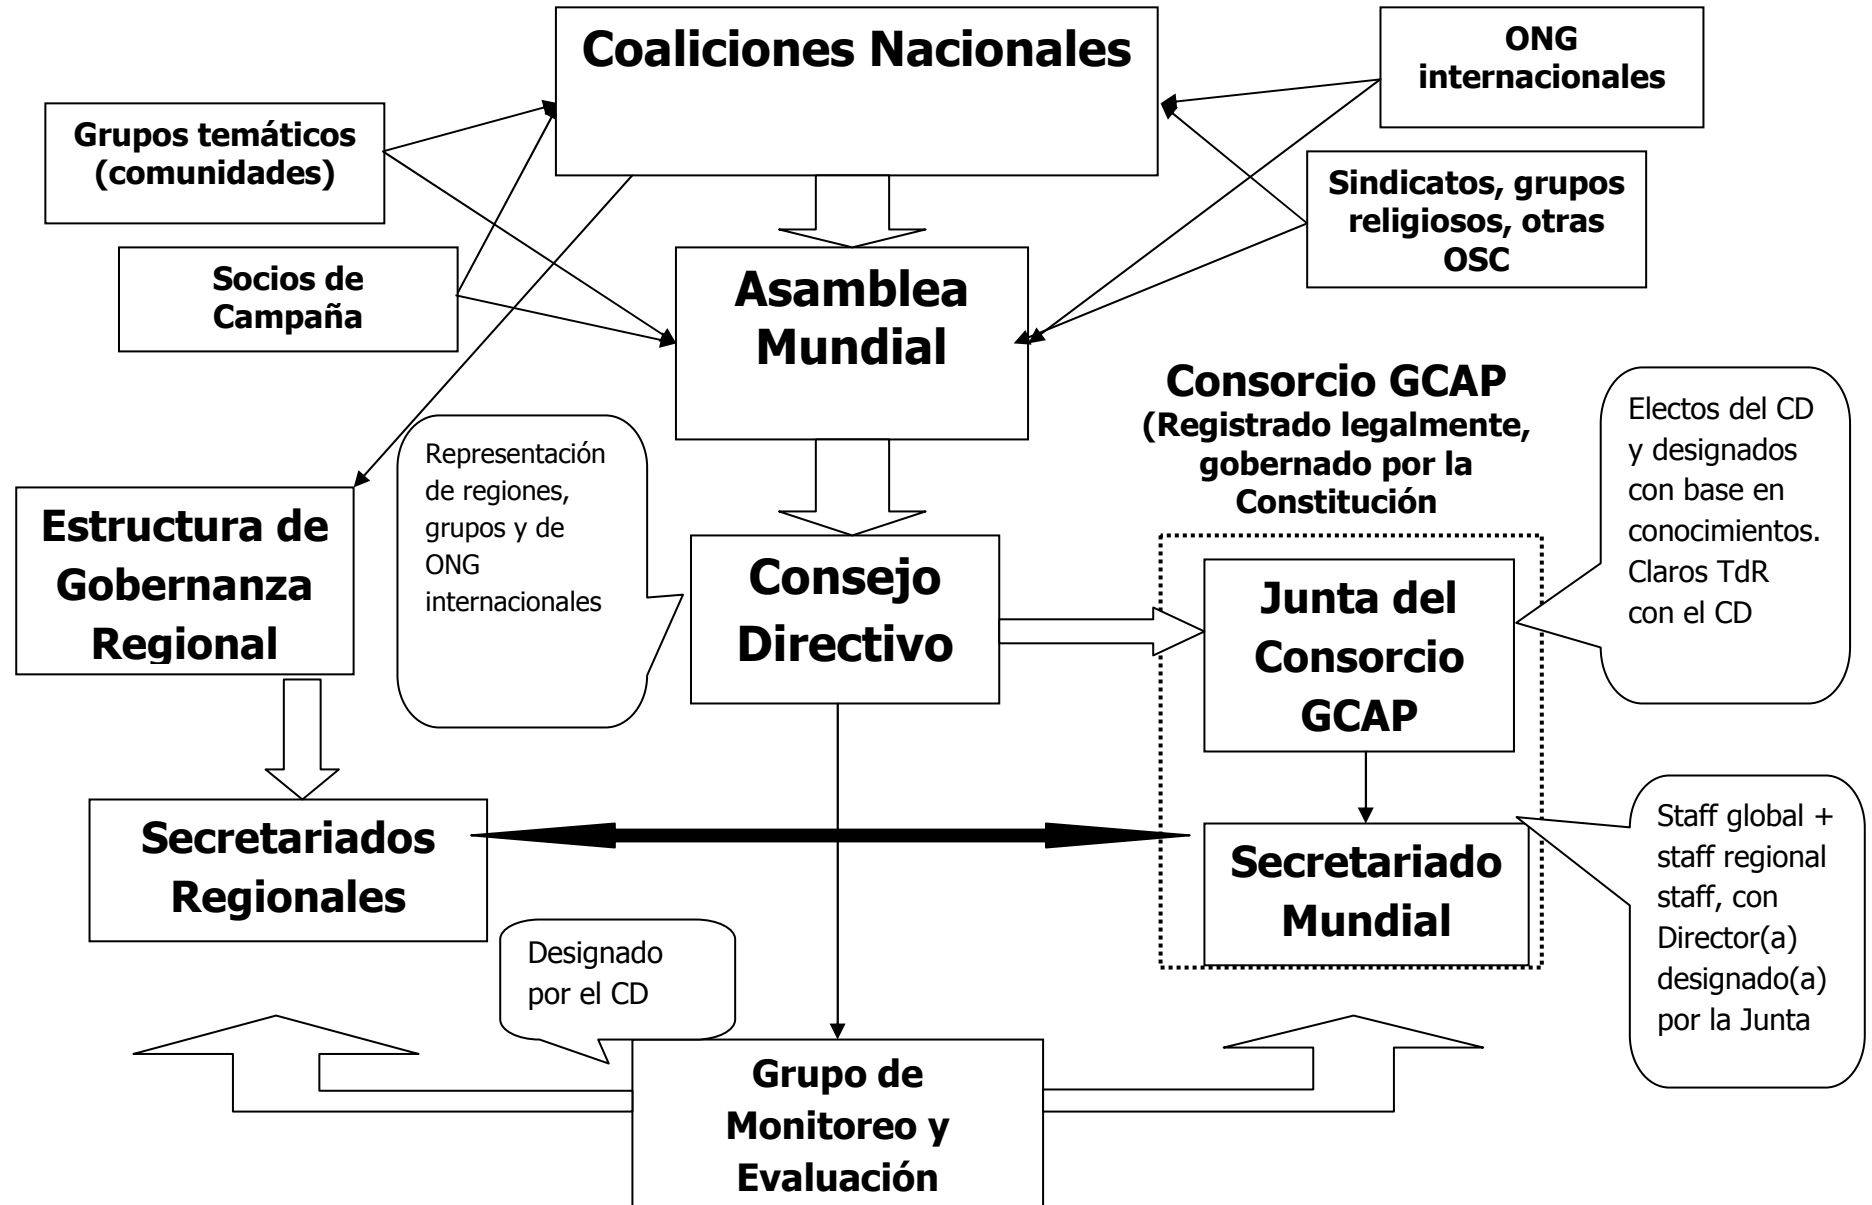 Coaliciones Nacionales
ONG
internacionales
Grupos temáticos
(comunidades)
Sindicatos, grupos
religiosos, otras
OSC
Socios de
Campaña
Asamblea
Mundial
Consorcio GCAP
(Registrado legalmente,
gobernado por la
Constitución
Electos del CD
y designados
con base en
conocimientos.
Claros TdR
con el CD
Representación
de regiones,
grupos y de
ONG
internacionales
Estructura de
Gobernanza
Regional
Consejo
Directivo
Junta del
Consorcio
GCAP
Secretariados
Regionales
Secretariado
Mundial
Staff global +
staff regional
staff, con
Director(a)
designado(a)
por la Junta
Designado
por el CD
Grupo de
Monitoreo y
Evaluación